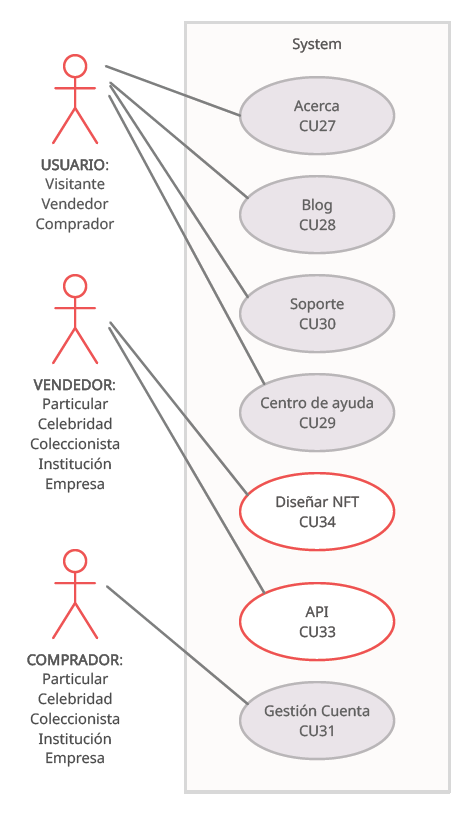 System
Acerca
CU27
USUARIO:
Visitante
Vendedor
Comprador
Blog
CU28
Soporte
CU30
VENDEDOR:
Particular
Celebridad
Coleccionista
Institución
Empresa
Centro de ayuda
CU29
Diseñar NFT
CU34
API
CU33
COMPRADOR:
Particular
Celebridad
Coleccionista
Institución
Empresa
Gestión Cuenta
CU31